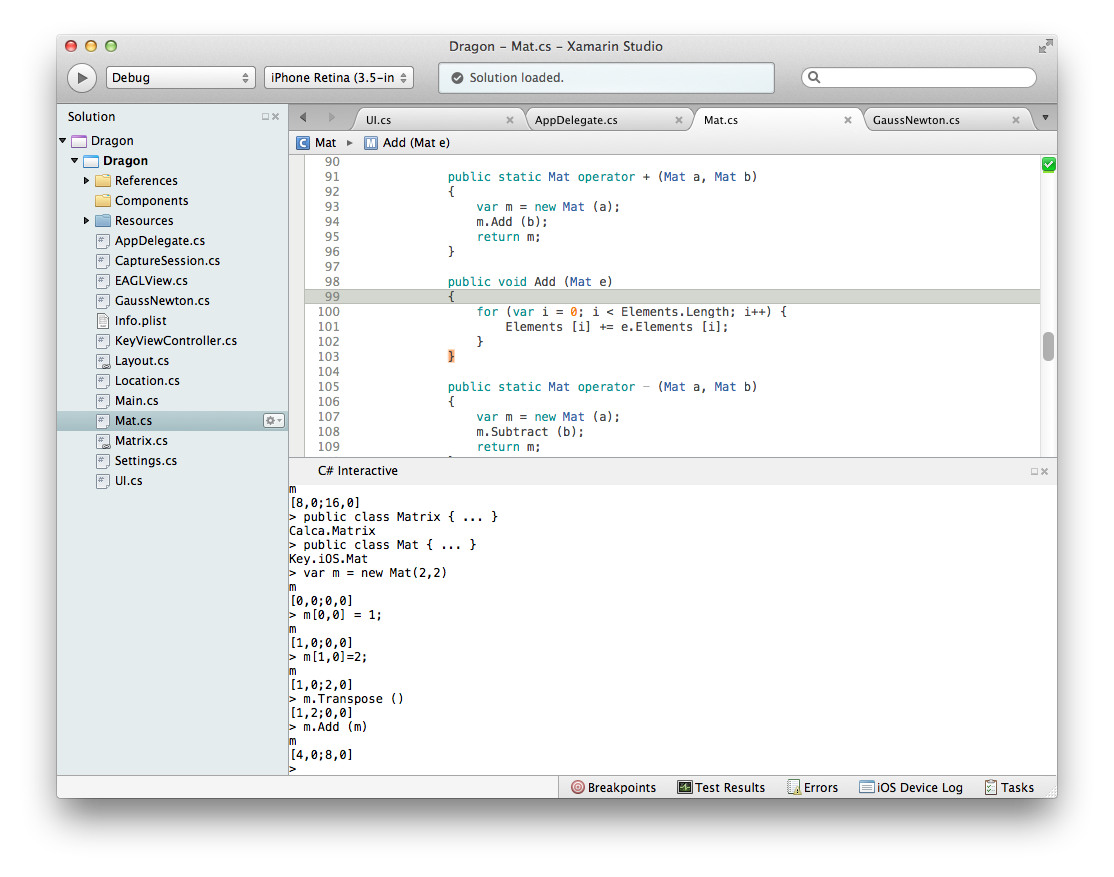 Dragon – Mat.cs – Xamarin Studio
Debug
iPhone Retina (3.5-in
Solution loaded.
Solution
Dragon
Dragon
References
Components
Resources
AppDelegate.cs
CaptureSession.cs
EAGLView.cs
GaussNewton.cs
Info.plist
KeyViewController.cs
Layout.cs
Location.cs
Main.cs
Mat.cs
Matrix.cs
Settings.cs
UI.cs
UI.cs
AppDelegate.cs
Mat.cs
GaussNewton.cs
C Mat
M Add (Mat e)
90
91 public static Mat operator + (Mat a, Mat b)
92 {
93 var m = new Mat (a);
94 m.Add (b);
95 return m;
96 }
97
98 public void Add (Mat e)
99 {
100 for (var i = 0; i < Elements.Length; i++) {
101 Elements [i] += e.Elements [i];
102 }
103 }
104
105 public static Mat operator - (Mat a, Mat b)
106 {
107 var m = new Mat (a);
108 m.Subtract (b);
109 return m;
C# Interactive
m
[8,0;16,0]
> public class Matrix { ... }
Calca.Matrix
> public class Mat { ... }
Key.iOS.Mat
> var m = new Mat(2,2)
m
[0,0;0,0]
> m[0,0] = 1;
m
[1,0;0,0]
> m[1,0]=2;
m
[1,0;2,0]
> m.Transpose ()
[1,2;0,0]
> m.Add (m)
m
[4,0;8,0]
>
Breakpoints
Test Results
Errors
iOS Device Log
Tasks